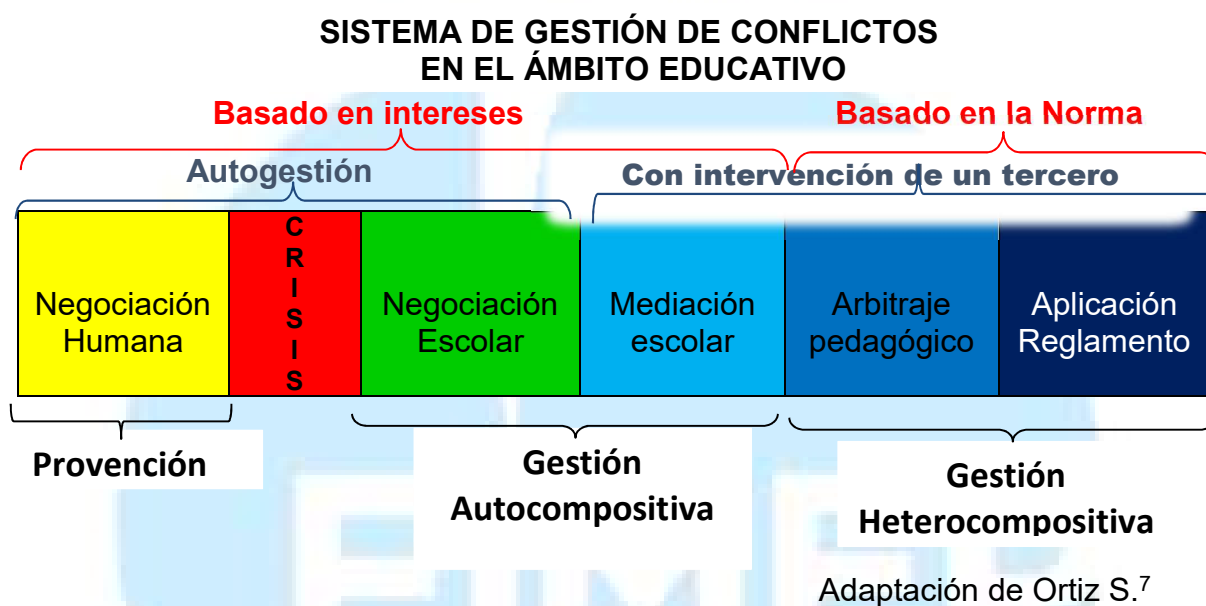 SISTEMA DE GESTIÓN DE CONFLICTOS
EN EL ÁMBITO EDUCATIVO
Basado en intereses
Basado en la Norma
Autogestión
Con intervención de un tercero
Negociación
Humana
C
R
I
S
I
S
Negociación
Escolar
Mediación
escolar
Arbitraje
pedagógico
Aplicación
Reglamento
Provención
Gestión
Autocompositiva
Gestión
Heterocompositiva
Adaptación de Ortiz S.⁷